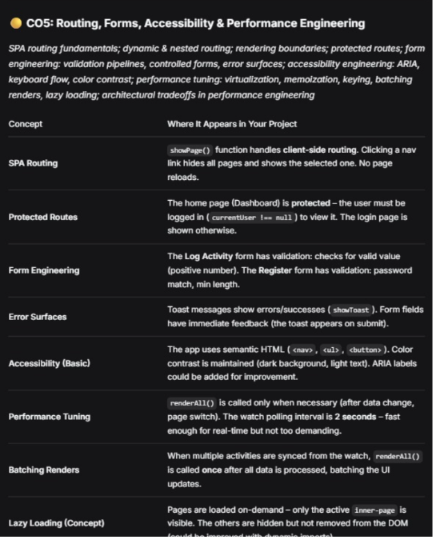 CO5: Routing, Forms, Accessibility & Performance Engineering
SPA routing fundamentals; dynamic & nested routing; rendering boundaries; protected routes; form
engineering: validation pipelines, controlled forms, error surfaces; accessibility engineering: ARIA,
keyboard flow, color contrast; performance tuning: virtualization, memoization, keying, batching
renders, lazy loading; architectural tradeoffs in performance engineering
Concept Where It Appears in Your Project
SPA Routing
showPage() function handles client-side routing. Clicking a nav
link hides all pages and shows the selected one. No page
reloads.
Protected Routes
The home page (Dashboard) is protected – the user must be
logged in ( currentUser !== null ) to view it. The login page is
shown otherwise.
Form Engineering
The Log Activity form has validation: checks for valid value
(positive number). The Register form has validation: password
match, min length.
Error Surfaces
Toast messages show errors/successes ( showToast ). Form fields
have immediate feedback (the toast appears on submit).
Accessibility (Basic)
The app uses semantic HTML ( <nav> , <ul> , <button> ). Color
contrast is maintained (dark background, light text). ARIA labels
could be added for improvement.
Performance Tuning
renderAll() is called only when necessary (after data change,
page switch). The watch polling interval is 2 seconds – fast
enough for real-time but not too demanding.
Batching Renders
When multiple activities are synced from the watch, renderAll()
is called once after all data is processed, batching the UI
updates.
Lazy Loading (Concept)
Pages are loaded on-demand – only the active inner-page is
visible. The others are hidden but not removed from the DOM
(could be improved with dynamic imports).